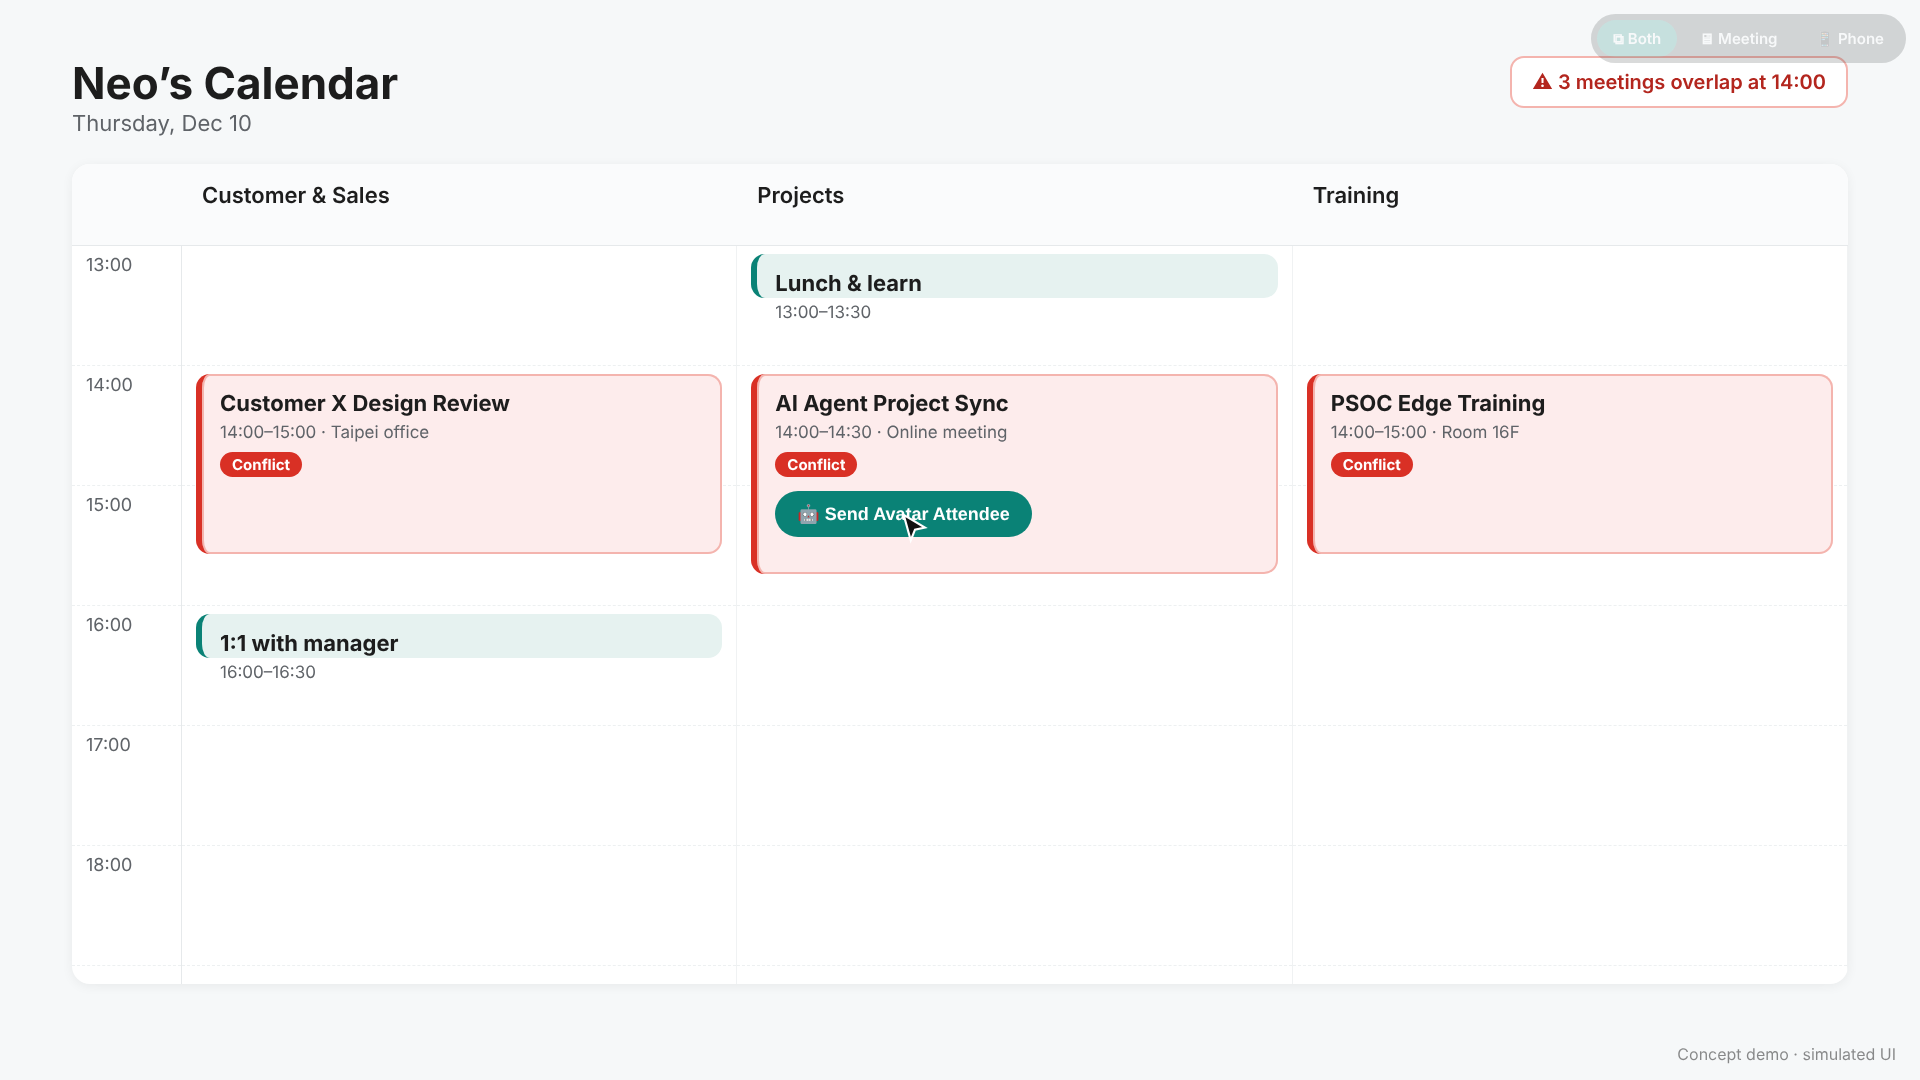 Both
Meeting
Phone
Neo’s Calendar
3 meetings overlap at 14:00
Thursday, Dec 10
Customer & Sales
Projects
Training
13:00
Lunch & learn
13:00–13:30
14:00
Customer X Design Review
14:00–15:00 · Taipei office
Conflict
AI Agent Project Sync
14:00–14:30 · Online meeting
Conflict
Send Avatar Attendee
PSOC Edge Training
14:00–15:00 · Room 16F
Conflict
15:00
16:00
1:1 with manager
16:00–16:30
17:00
18:00
Concept demo · simulated UI